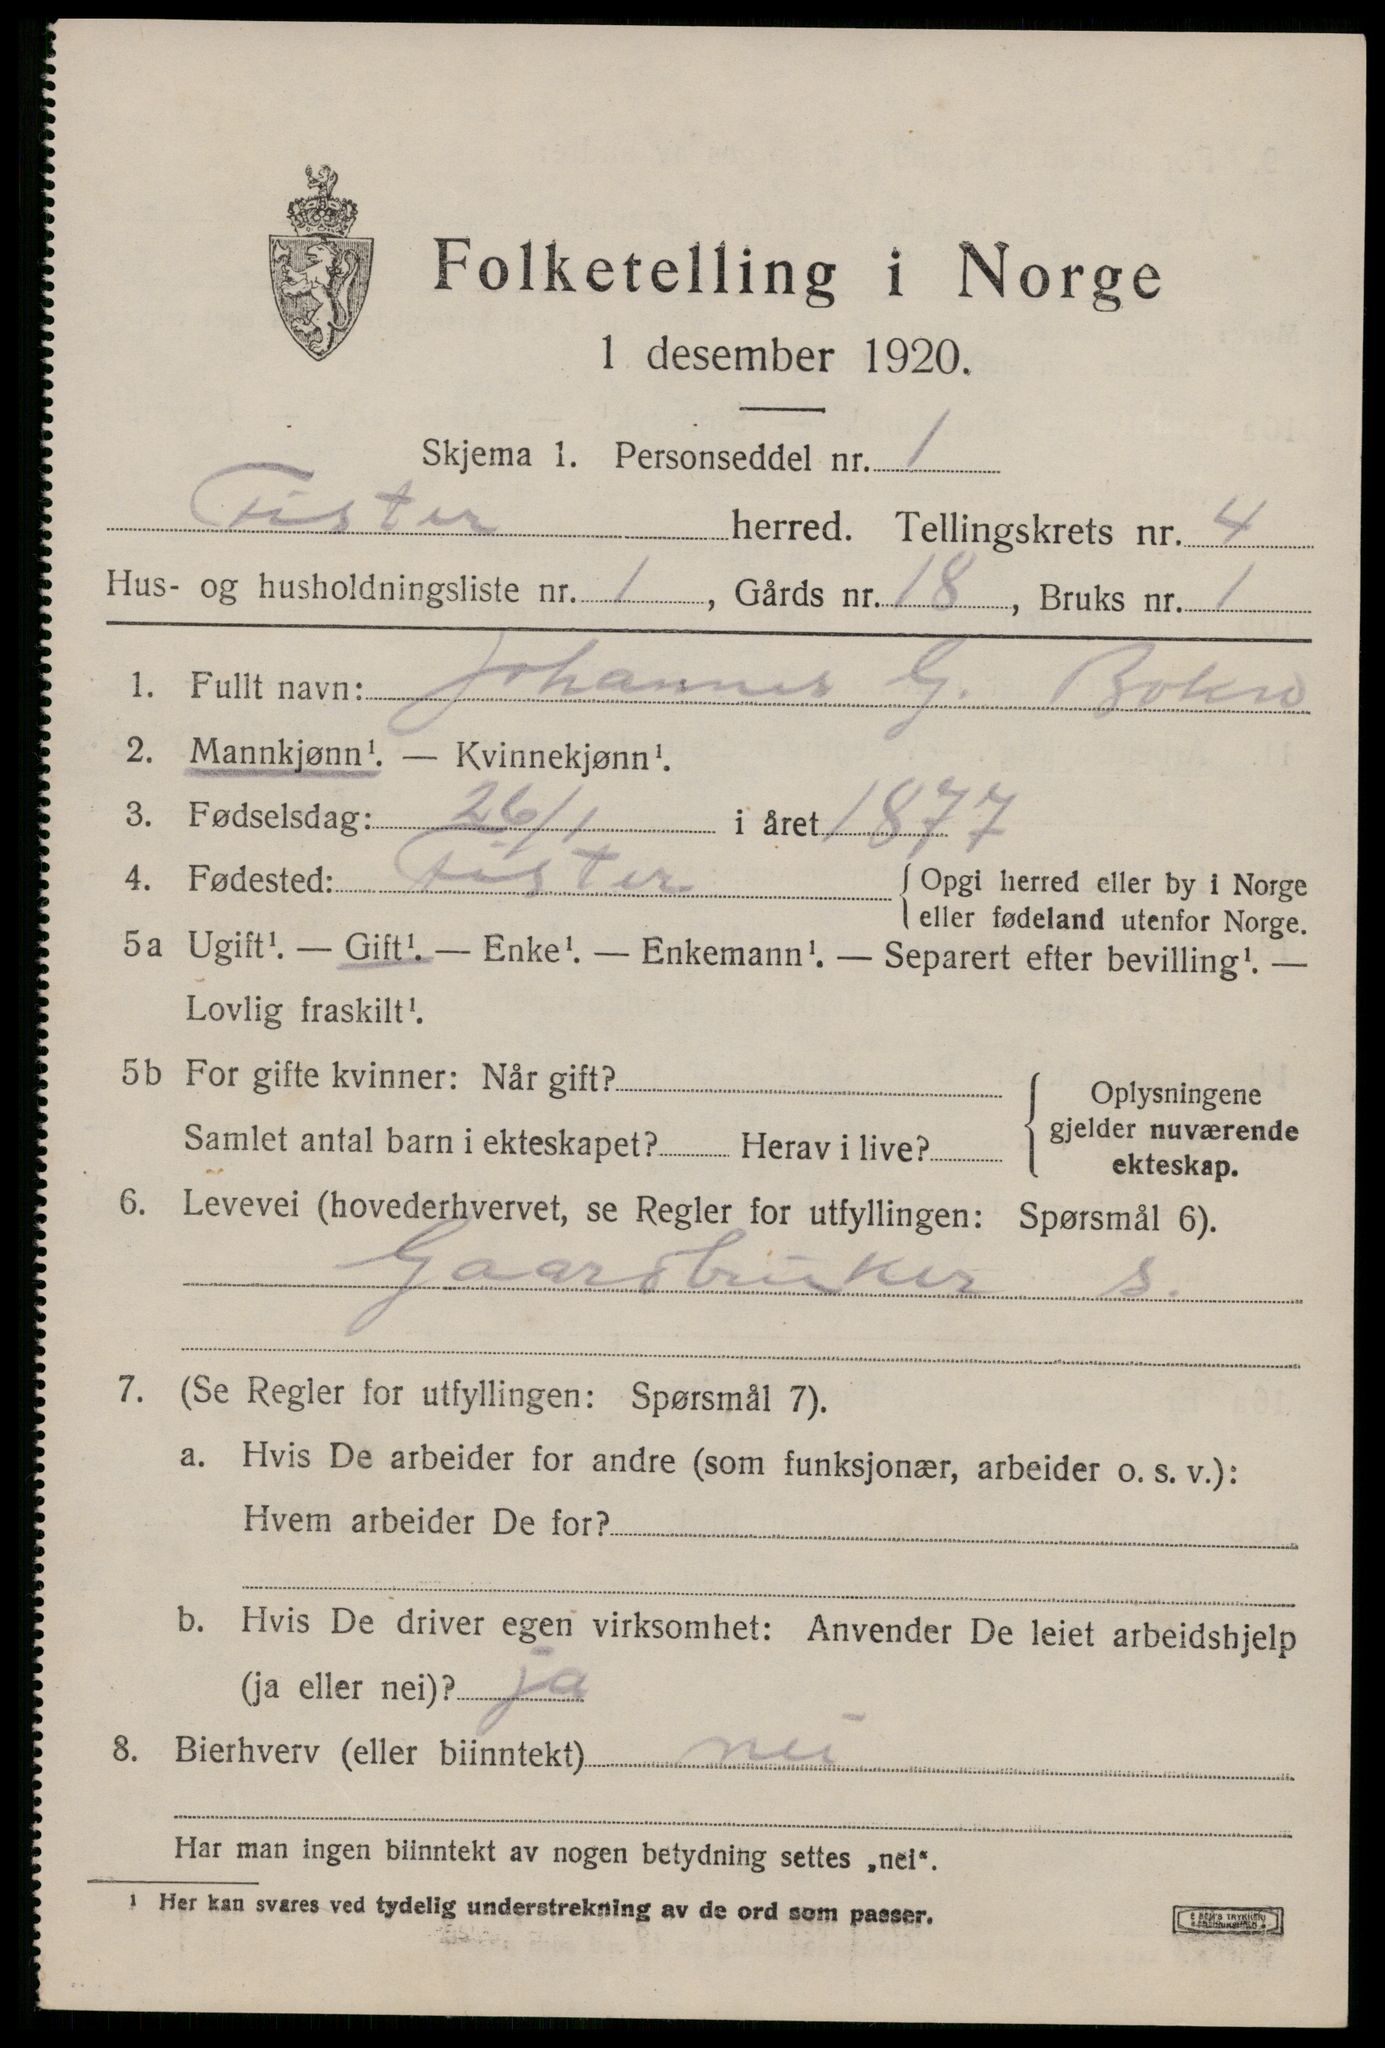 Folketelling i Norge
1 desember 1920.
Skjema 1. Personseddel nr. 1
Fister herred. Tellingskrets nr. 4
Hus- og husholdningsliste nr. 1, Gårds nr. 18, Bruks nr. 1
1. Fullt navn: Johannes G. Bokn
2. Mannkjønn¹. — Kvinnekjønn¹.
3. Fødselsdag: 26/1 i året 1877
4. Fødested: Fister { Opgi herred eller by i Norge
eller fødeland utenfor Norge.
5a Ugift¹. — Gift¹. — Enke¹. — Enkemann¹. — Separert efter bevilling¹. —
Lovlig fraskilt¹.
5b For gifte kvinner: Når gift?
Samlet antal barn i ekteskapet? Herav i live?
{ Oplysningene
gjelder nuværende
ekteskap.
6. Levevei (hovederhvervet, se Regler for utfyllingen: Spørsmål 6).
Gaardbruker s.
7. (Se Regler for utfyllingen: Spørsmål 7).
a. Hvis De arbeider for andre (som funksjonær, arbeider o. s. v.):
Hvem arbeider De for?
b. Hvis De driver egen virksomhet: Anvender De leiet arbeidshjelp
(ja eller nei)? ja
8. Bierhverv (eller biinntekt) nei
Har man ingen biinntekt av nogen betydning settes „nei“.
¹ Her kan svares ved tydelig understrekning av de ord som passer.